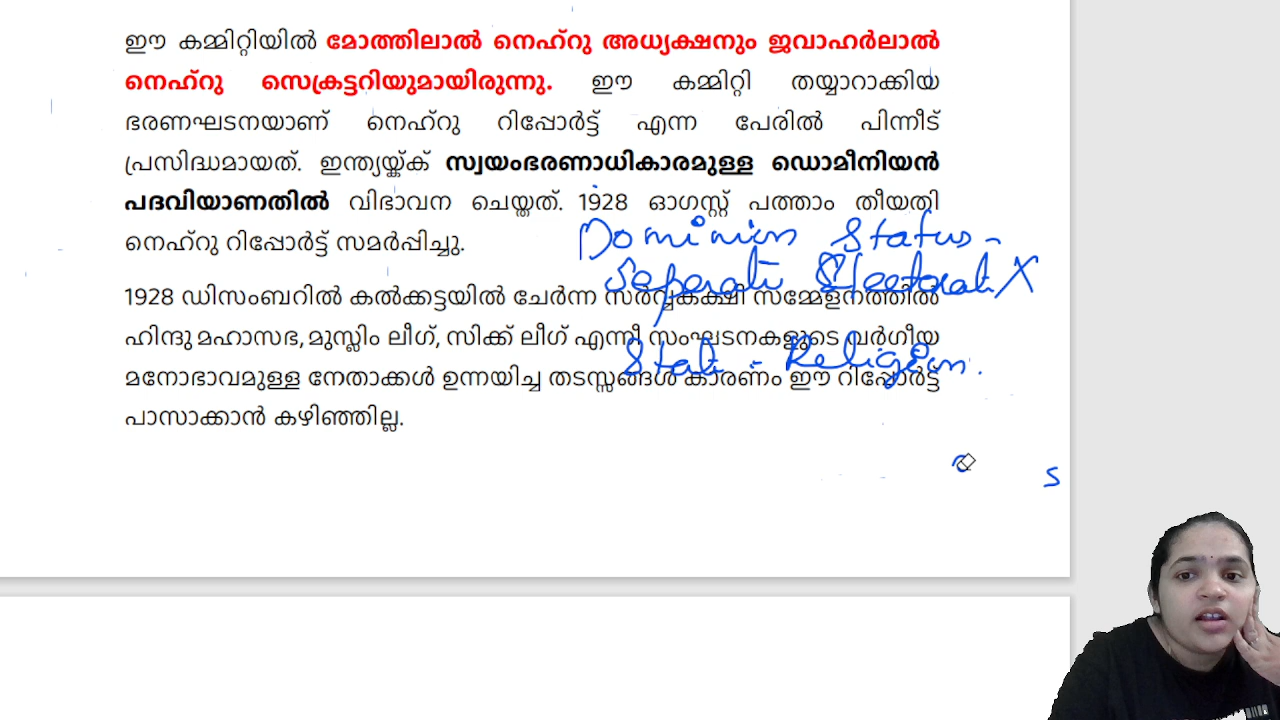 ഈ കമ്മിറ്റിയിൽ മോത്തിലാൽ നെഹ്റു അധ്യക്ഷനും ജവാഹർലാൽ
നെഹ്റു സെക്രട്ടറിയുമായിരുന്നു. ഈ കമ്മിറ്റി തയ്യാറാക്കിയ
ഭരണഘടനയാണ് നെഹ്റു റിപ്പോർട്ട് എന്ന പേരിൽ പിന്നീട്
പ്രസിദ്ധമായത്. ഇന്ത്യയ്ക്ക് സ്വയംഭരണാധികാരമുള്ള ഡൊമീനിയൻ
പദവിയാണതിൽ വിഭാവന ചെയ്തത്. 1928 ഓഗസ്റ്റ് പത്താം തീയതി
നെഹ്റു റിപ്പോർട്ട് സമർപ്പിച്ചു.
Dominion Status -
Separate Electorate X
1928 ഡിസംബറിൽ കൽക്കട്ടയിൽ ചേർന്ന സർവ്വകക്ഷി സമ്മേളനത്തിൽ
ഹിന്ദു മഹാസഭ, മുസ്ലിം ലീഗ്, സിക്ക് ലീഗ് എന്നീ സംഘടനകളുടെ വർഗീയ
State - Religion.
മനോഭാവമുള്ള നേതാക്കൾ ഉന്നയിച്ച തടസ്സങ്ങൾ കാരണം ഈ റിപ്പോർട്ട്
പാസാക്കാൻ കഴിഞ്ഞില്ല.
s